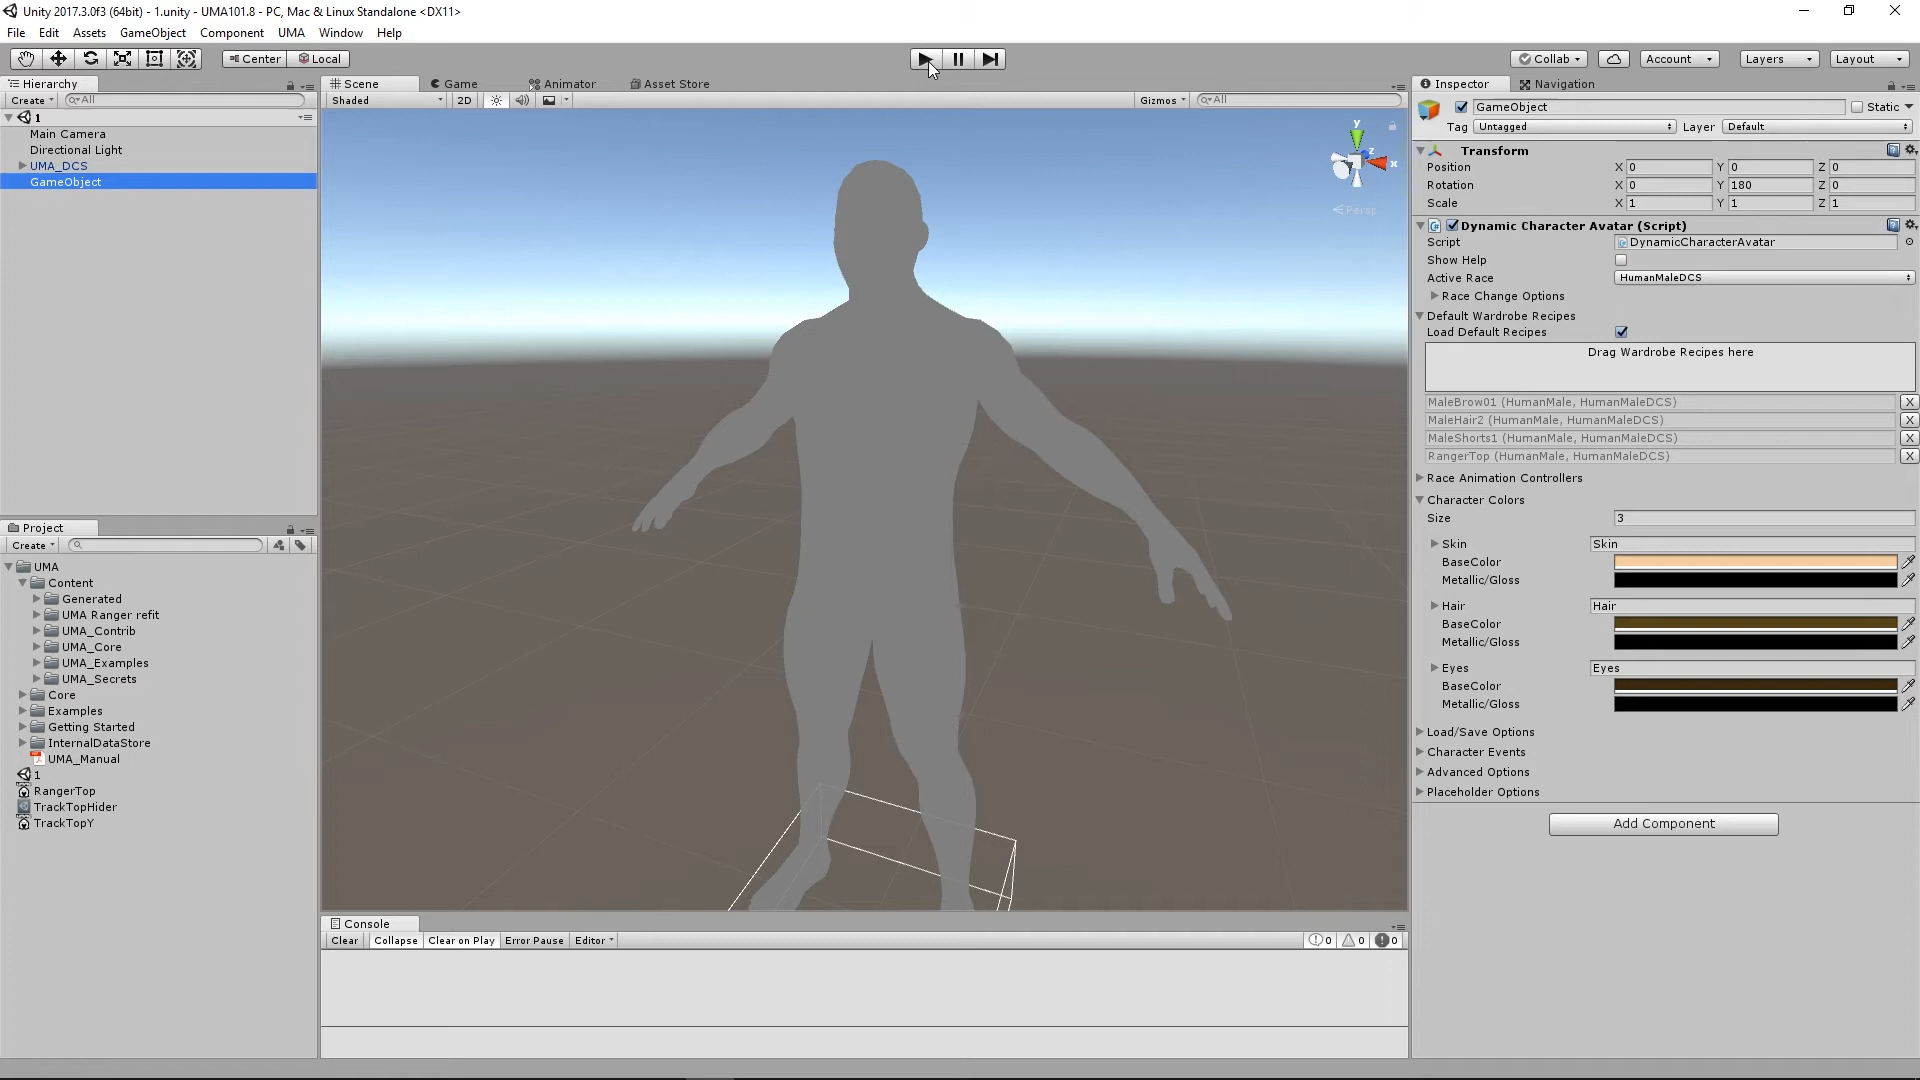 Unity 2017.3.0f3 (64bit) - 1.unity - UMA101.8 - PC, Mac & Linux Standalone <DX11>
File Edit Assets GameObject Component UMA Window Help
Center Local Collab Account Layers Layout
Hierarchy
Create All
1
Main Camera
Directional Light
UMA_DCS
GameObject
Project
Create
UMA
Content
Generated
UMA Ranger refit
UMA_Contrib
UMA_Core
UMA_Examples
UMA_Secrets
Core
Examples
Getting Started
InternalDataStore
UMA_Manual
1
RangerTop
TrackTopHider
TrackTopY
Scene Game Animator Asset Store
Shaded 2D Gizmos All
y
z
x
Persp
Console
Clear Collapse Clear on Play Error Pause Editor 0 0 0
Inspector Navigation
GameObject Static
Tag Untagged Layer Default
Transform
Position X 0 Y 0 Z 0
Rotation X 0 Y 180 Z 0
Scale X 1 Y 1 Z 1
Dynamic Character Avatar (Script)
Script DynamicCharacterAvatar
Show Help
Active Race HumanMaleDCS
Race Change Options
Default Wardrobe Recipes
Load Default Recipes
Drag Wardrobe Recipes here
MaleBrow01 (HumanMale, HumanMaleDCS) X
MaleHair2 (HumanMale, HumanMaleDCS) X
MaleShorts1 (HumanMale, HumanMaleDCS) X
RangerTop (HumanMale, HumanMaleDCS) X
Race Animation Controllers
Character Colors
Size 3
Skin Skin
BaseColor
Metallic/Gloss
Hair Hair
BaseColor
Metallic/Gloss
Eyes Eyes
BaseColor
Metallic/Gloss
Load/Save Options
Character Events
Advanced Options
Placeholder Options
Add Component